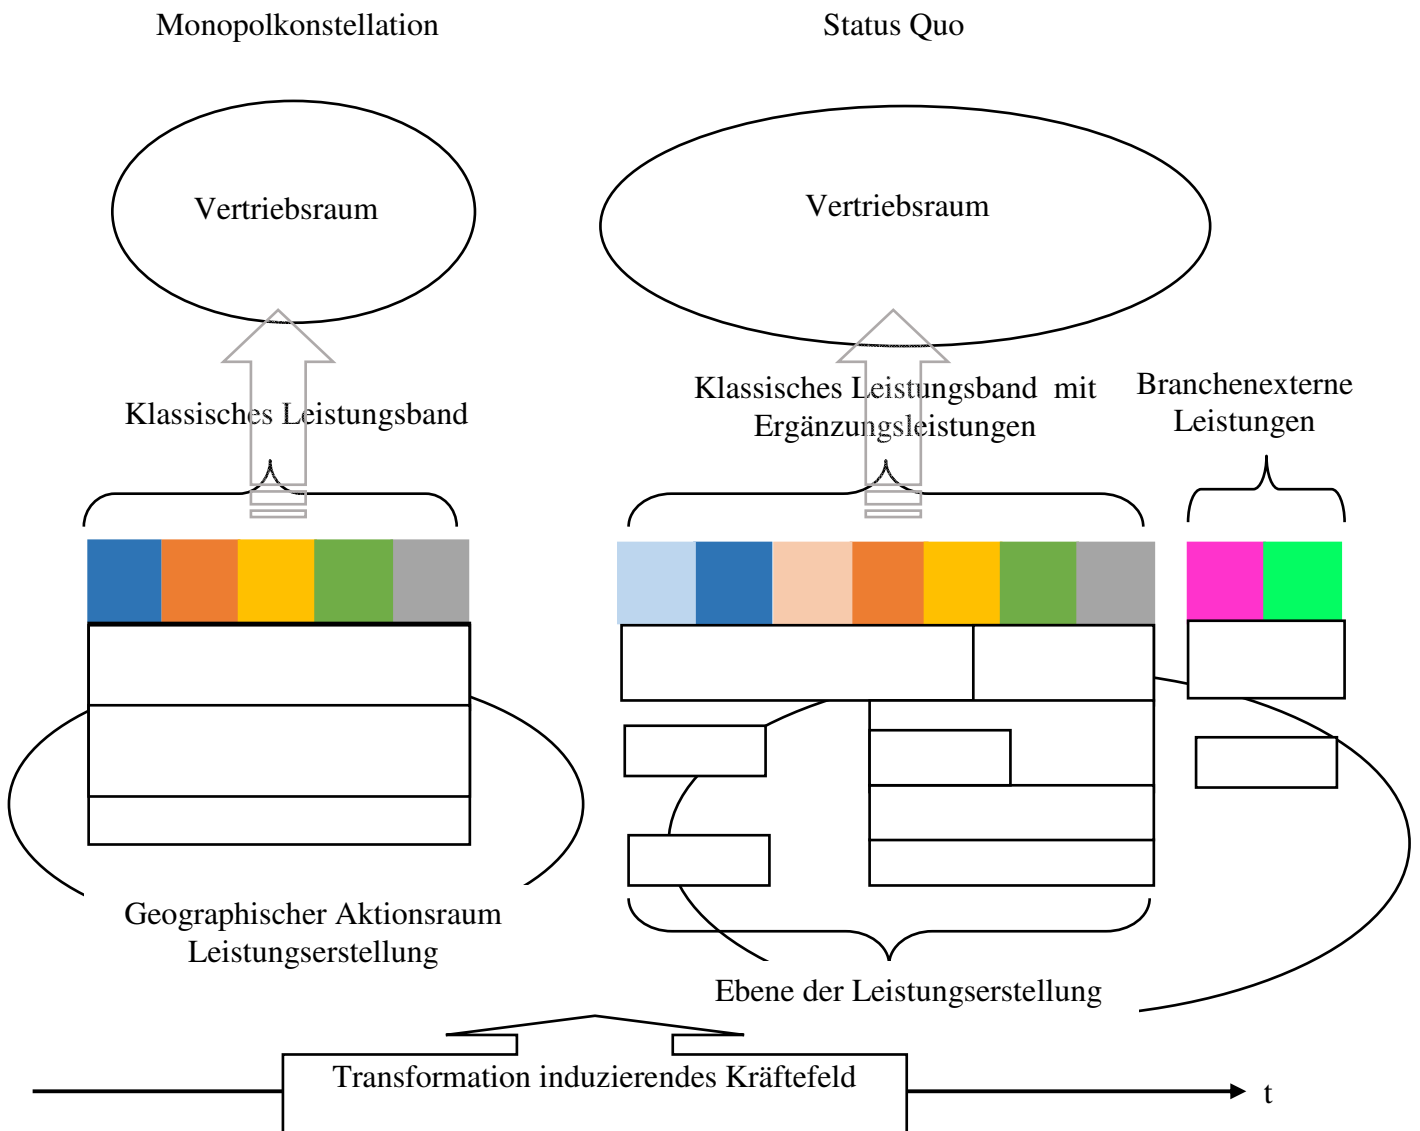 Monopolkonstellation
Status Quo
Vertriebsraum
Vertriebsraum
Klassisches Leistungsband
Klassisches Leistungsband mit
Ergänzungsleistungen
Branchenexterne
Leistungen
Geographischer Aktionsraum
Leistungserstellung
Ebene der Leistungserstellung
Transformation induzierendes Kräftefeld
t